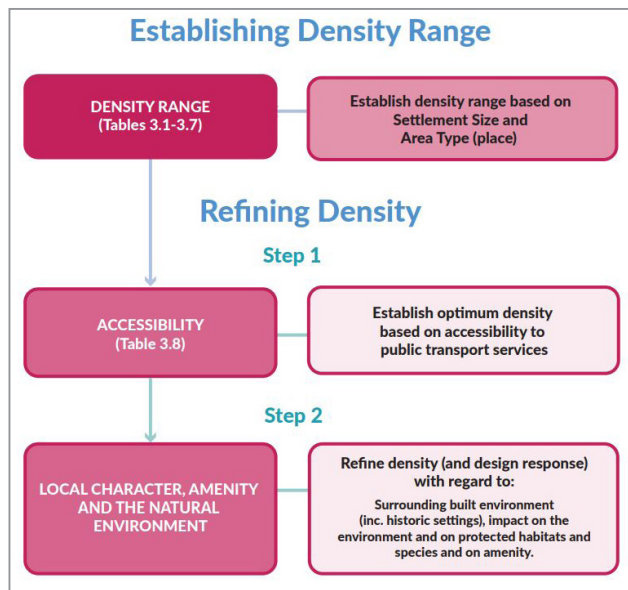 Establishing Density Range
DENSITY RANGE
(Tables 3.1-3.7)
Establish density range based on
Settlement Size and
Area Type (place)
Refining Density
Step 1
ACCESSIBILITY
(Table 3.8)
Establish optimum density
based on accessibility to
public transport services
Step 2
LOCAL CHARACTER, AMENITY
AND THE NATURAL
ENVIRONMENT
Refine density (and design response)
with regard to:
Surrounding built environment
(inc. historic settings), impact on the
environment and on protected habitats and
species and on amenity.